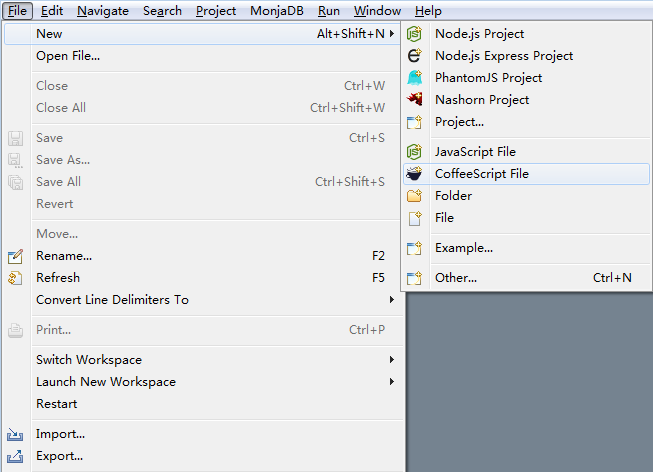 File Edit Navigate Search Project MonjaDB Run Window Help
New Alt+Shift+N
Open File...
Close Ctrl+W
Close All Ctrl+Shift+W
Save Ctrl+S
Save As...
Save All Ctrl+Shift+S
Revert
Move...
Rename... F2
Refresh F5
Convert Line Delimiters To
Print... Ctrl+P
Switch Workspace
Launch New Workspace
Restart
Import...
Export...
Node.js Project
Node.js Express Project
PhantomJS Project
Nashorn Project
Project...
JavaScript File
CoffeeScript File
Folder
File
Example...
Other... Ctrl+N